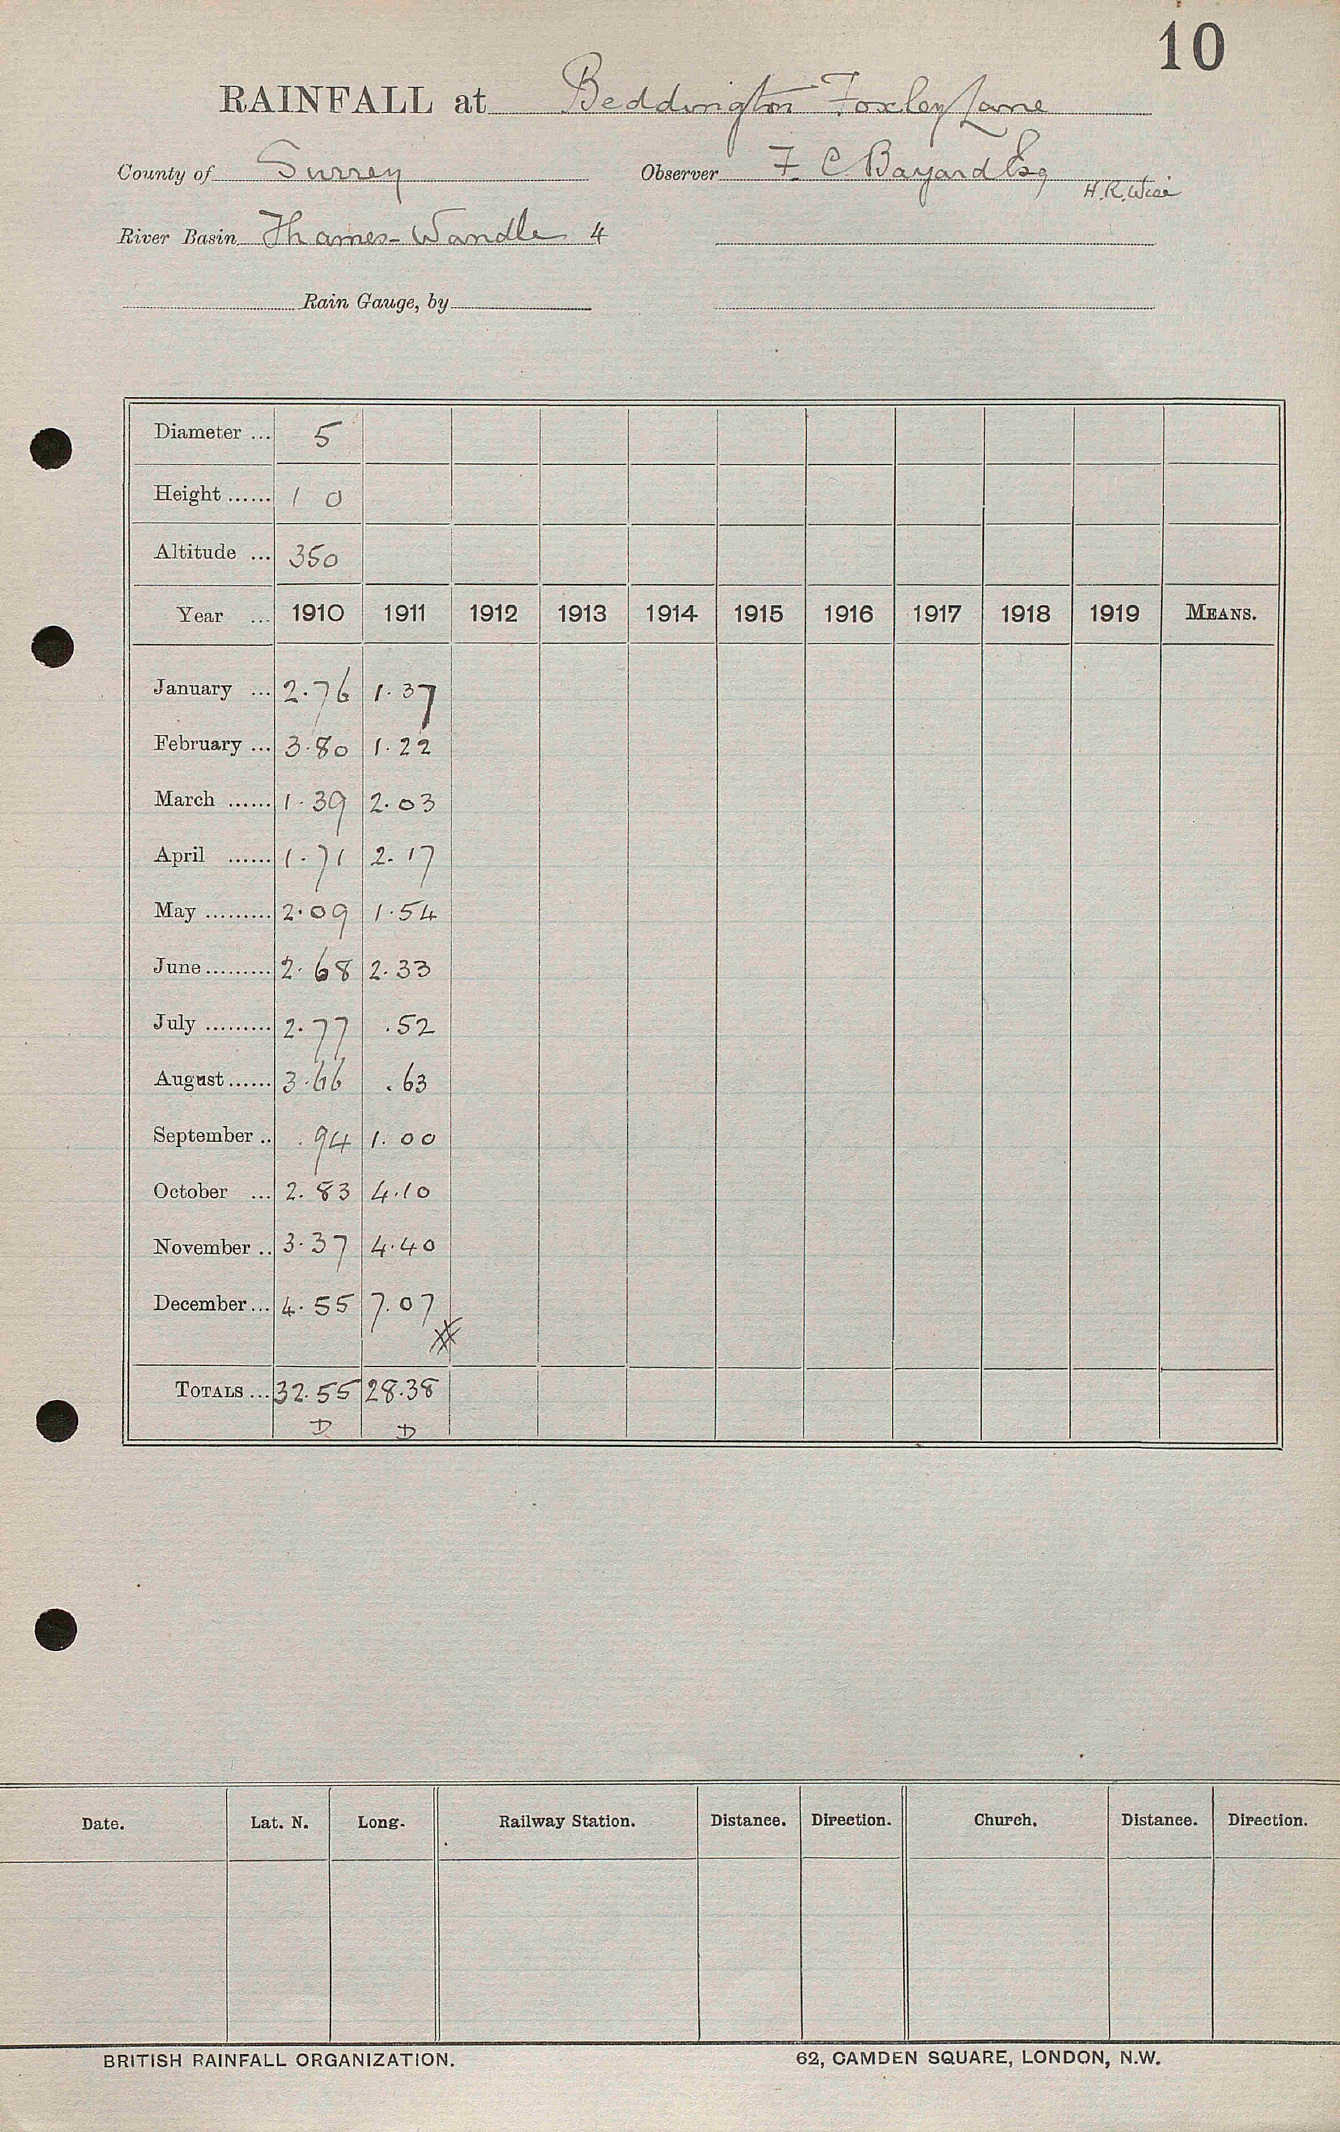 10
RAINFALL at Beddington Foxley Lane
County of Surrey Observer F. C Bayard Esq
H.R.
River Basin Thames-Wandle 4
Rain Gauge, by
Diameter ... 5
Height ...... 1 0
Altitude ... 350
Year ... 1910 1911 1912 1913 1914 1915 1916 1917 1918 1919 MEANS.
January ... 2.76 1.37
February ... 3.80 1.22
March ...... 1.39 2.03
April ...... 1.71 2.17
May ......... 2.09 1.54
June ......... 2.68 2.33
July ......... 2.77 .52
August ...... 3.66 .63
September .. .94 1.00
October ... 2.83 4.10
November .. 3.37 4.40
December ... 4.55 7.07
TOTALS ... 32.55 28.38
D D
Date. Lat. N. Long. Railway Station. Distance. Direction. Church. Distance. Direction.
BRITISH RAINFALL ORGANIZATION. 62, CAMDEN SQUARE, LONDON, N.W.